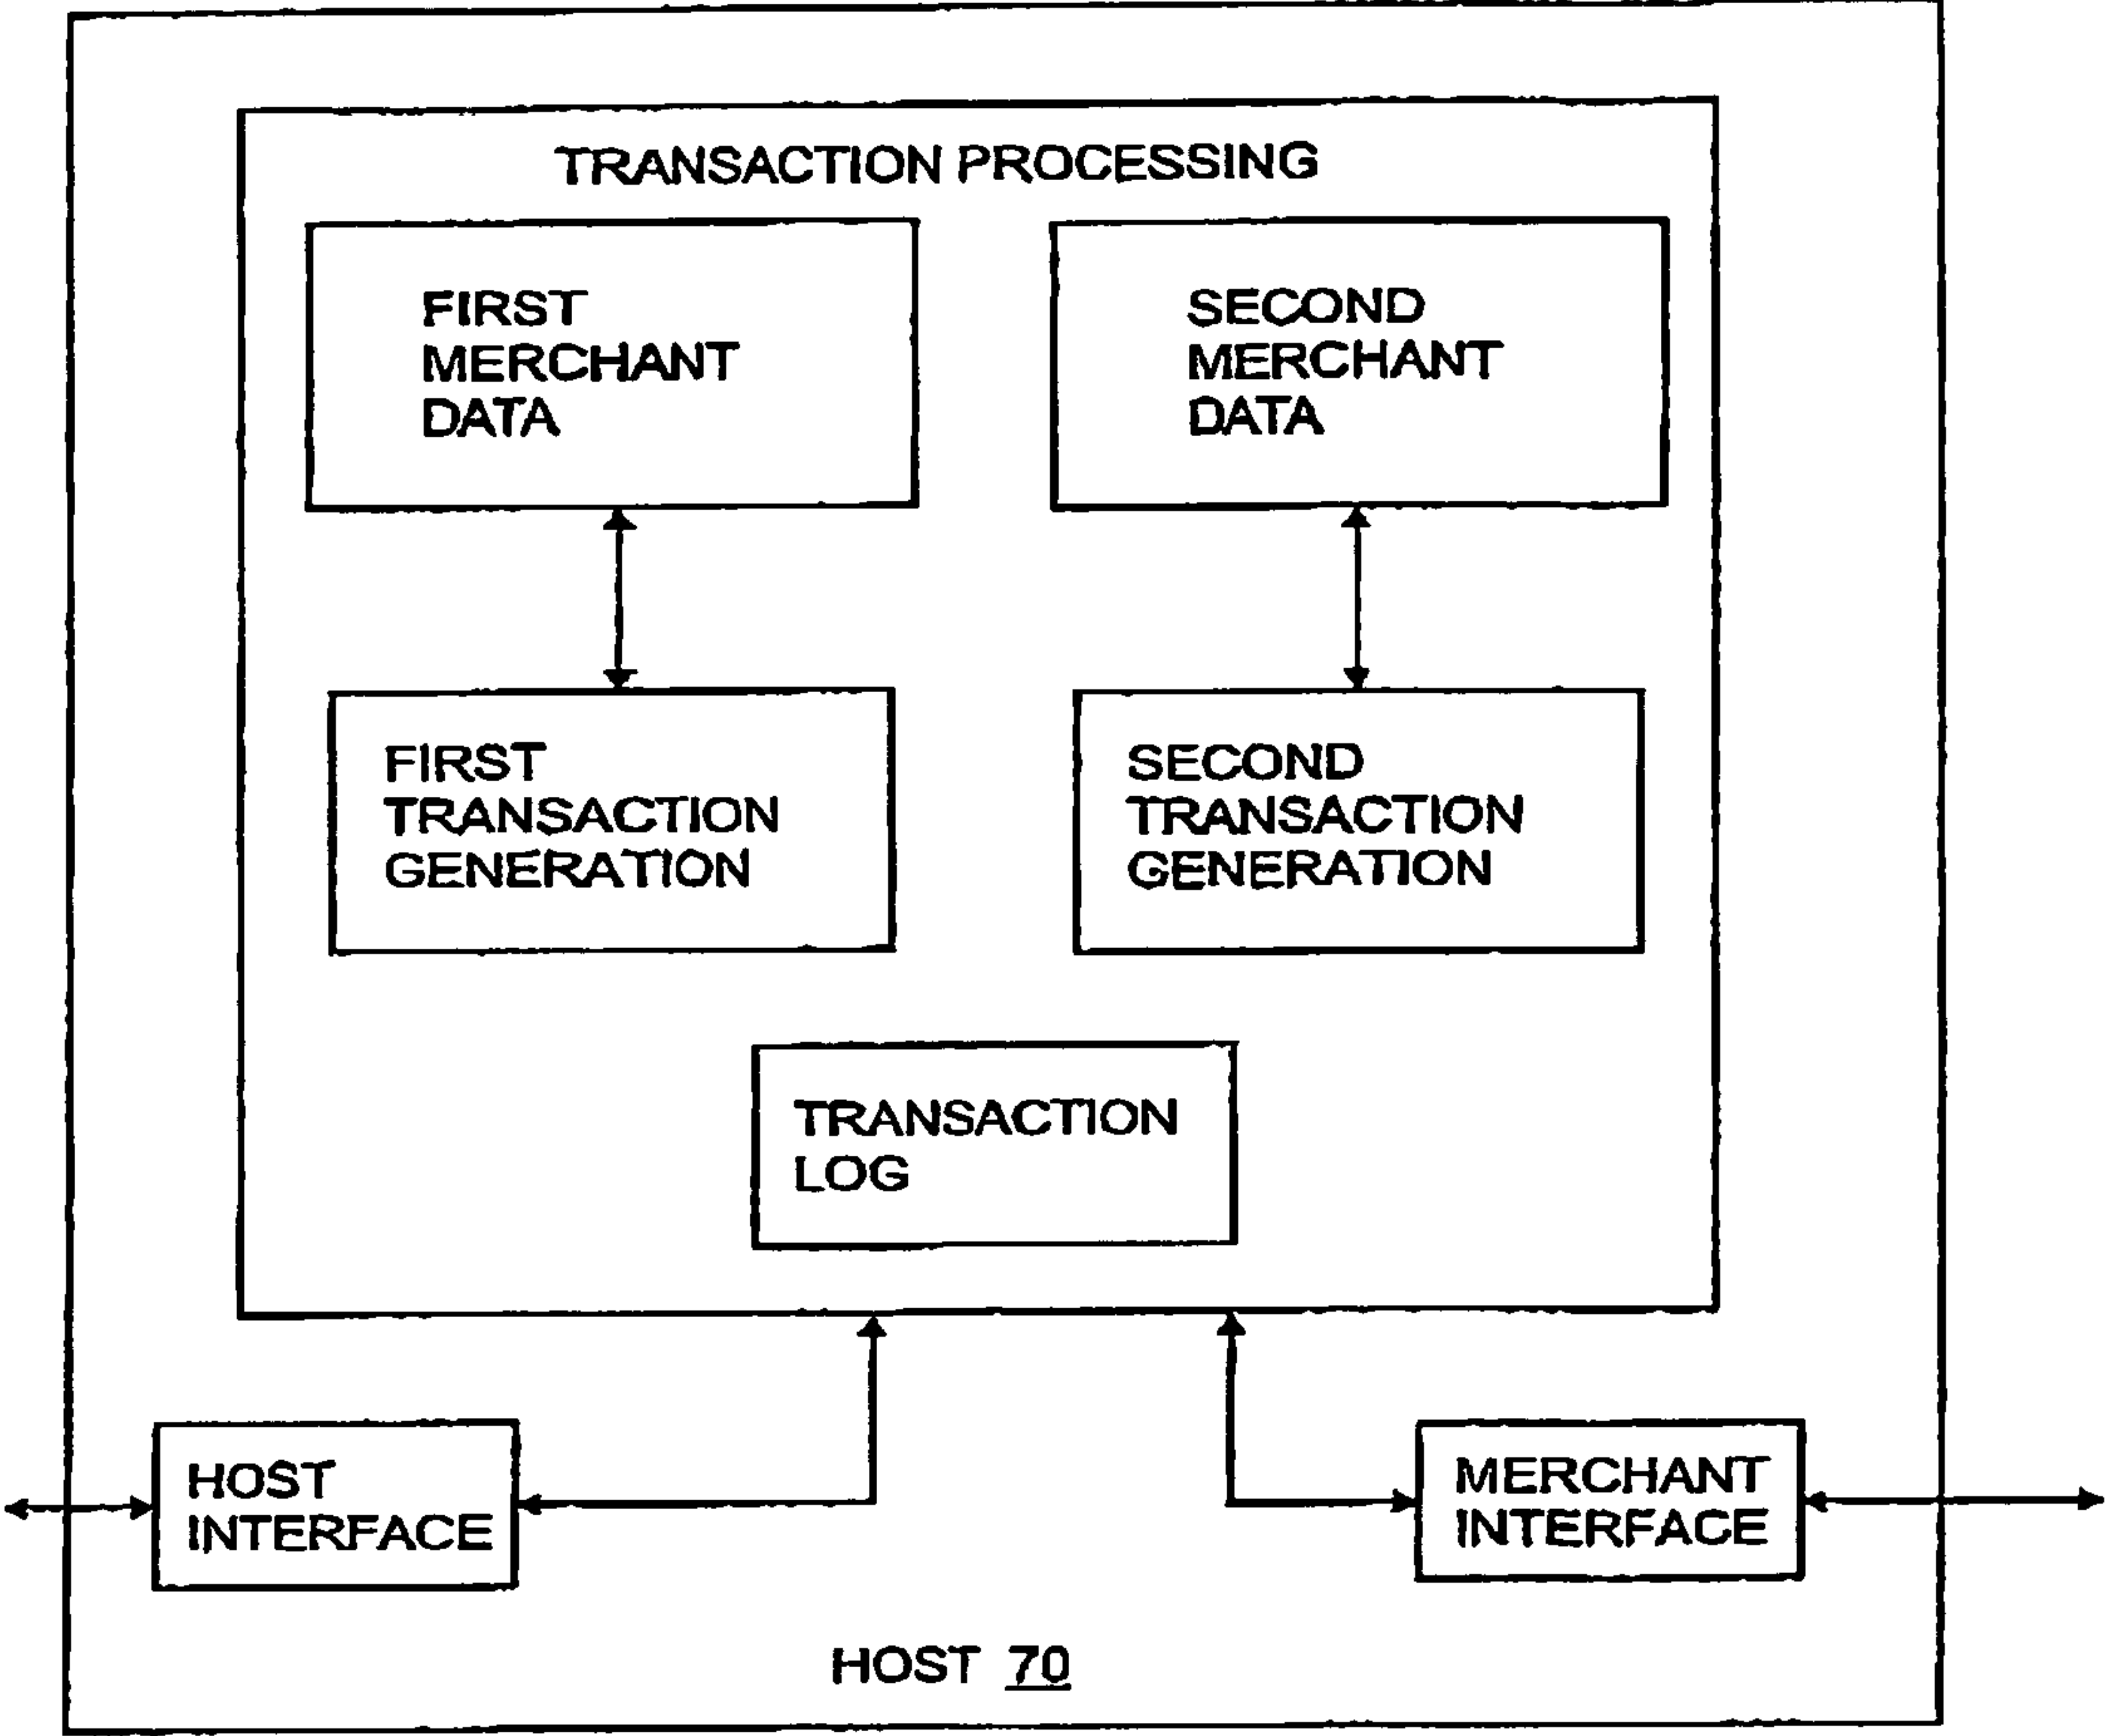 TRANSACTION PROCESSING
FIRST
MERCHANT
DATA
SECOND
MERCHANT
DATA
FIRST
TRANSACTION
GENERATION
SECOND
TRANSACTION
GENERATION
TRANSACTION
LOG
HOST
INTERFACE
MERCHANT
INTERFACE
HOST 70